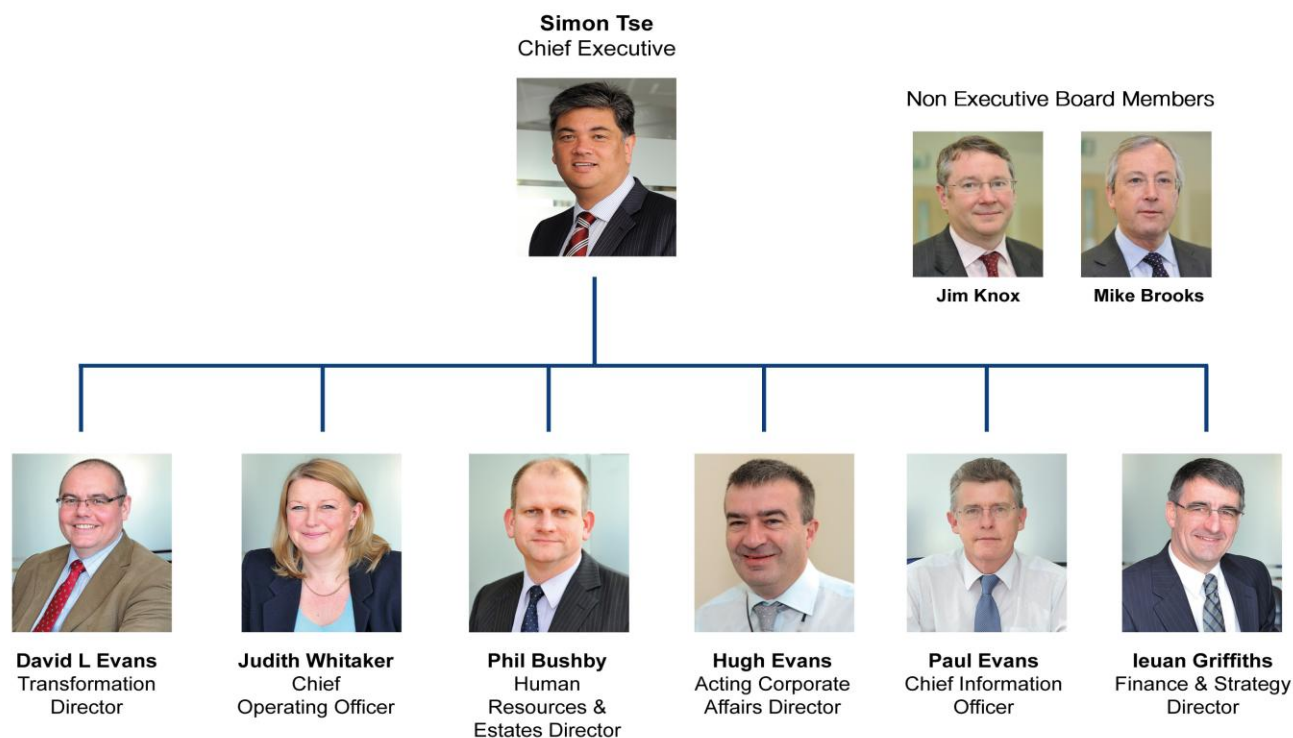 Simon Tse
Chief Executive
Non Executive Board Members
Jim Knox
Mike Brooks
David L Evans
Transformation
Director
Judith Whitaker
Chief
Operating Officer
Phil Bushby
Human
Resources &
Estates Director
Hugh Evans
Acting Corporate
Affairs Director
Paul Evans
Chief Information
Officer
Ieuan Griffiths
Finance & Strategy
Director